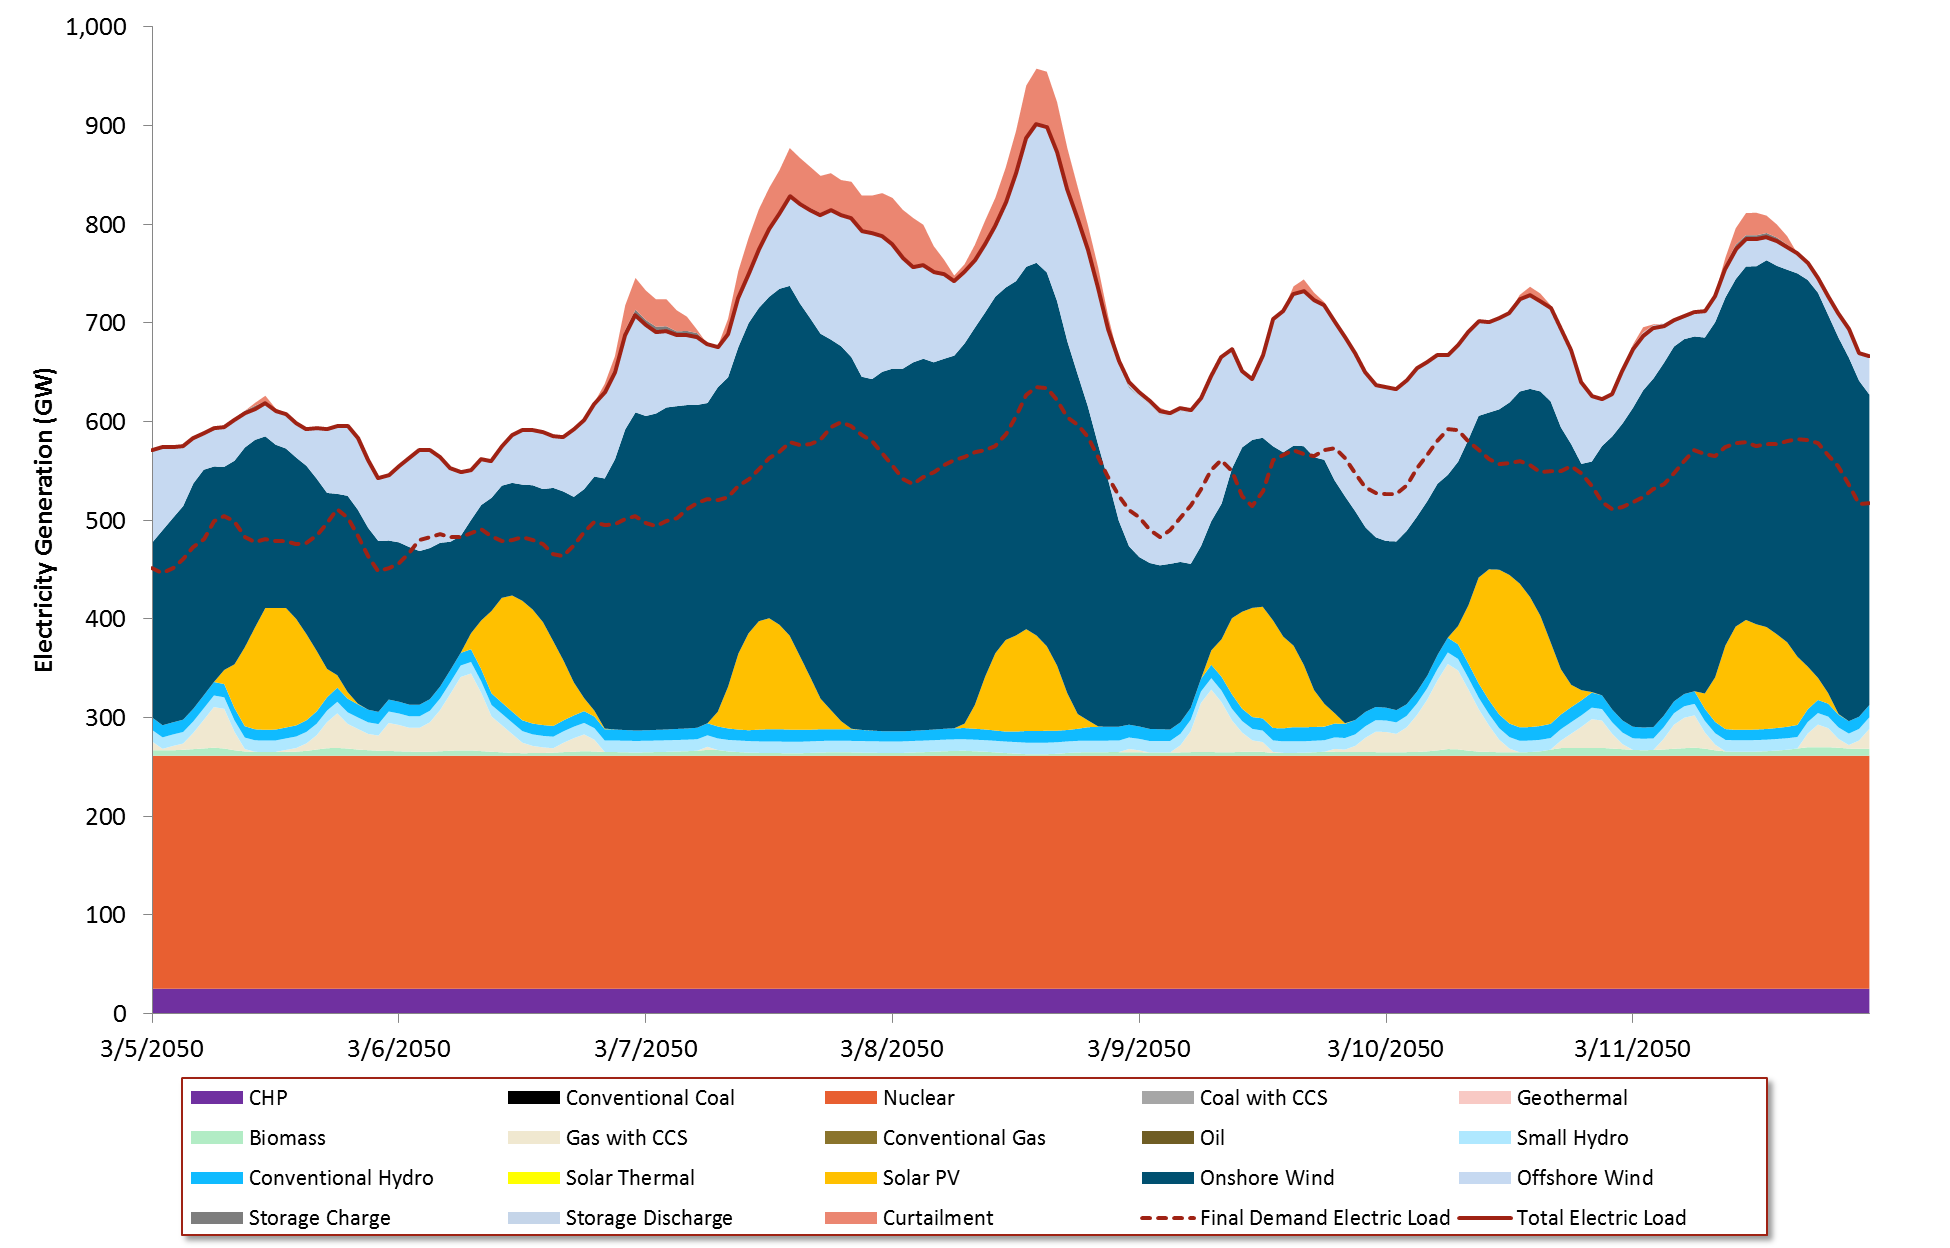 1,000
900
800
700
600
500
400
300
200
100
0
Electricity Generation (GW)
3/5/2050 3/6/2050 3/7/2050 3/8/2050 3/9/2050 3/10/2050 3/11/2050
CHP Conventional Coal Nuclear Coal with CCS Geothermal
Biomass Gas with CCS Conventional Gas Oil Small Hydro
Conventional Hydro Solar Thermal Solar PV Onshore Wind Offshore Wind
Storage Charge Storage Discharge Curtailment Final Demand Electric Load Total Electric Load